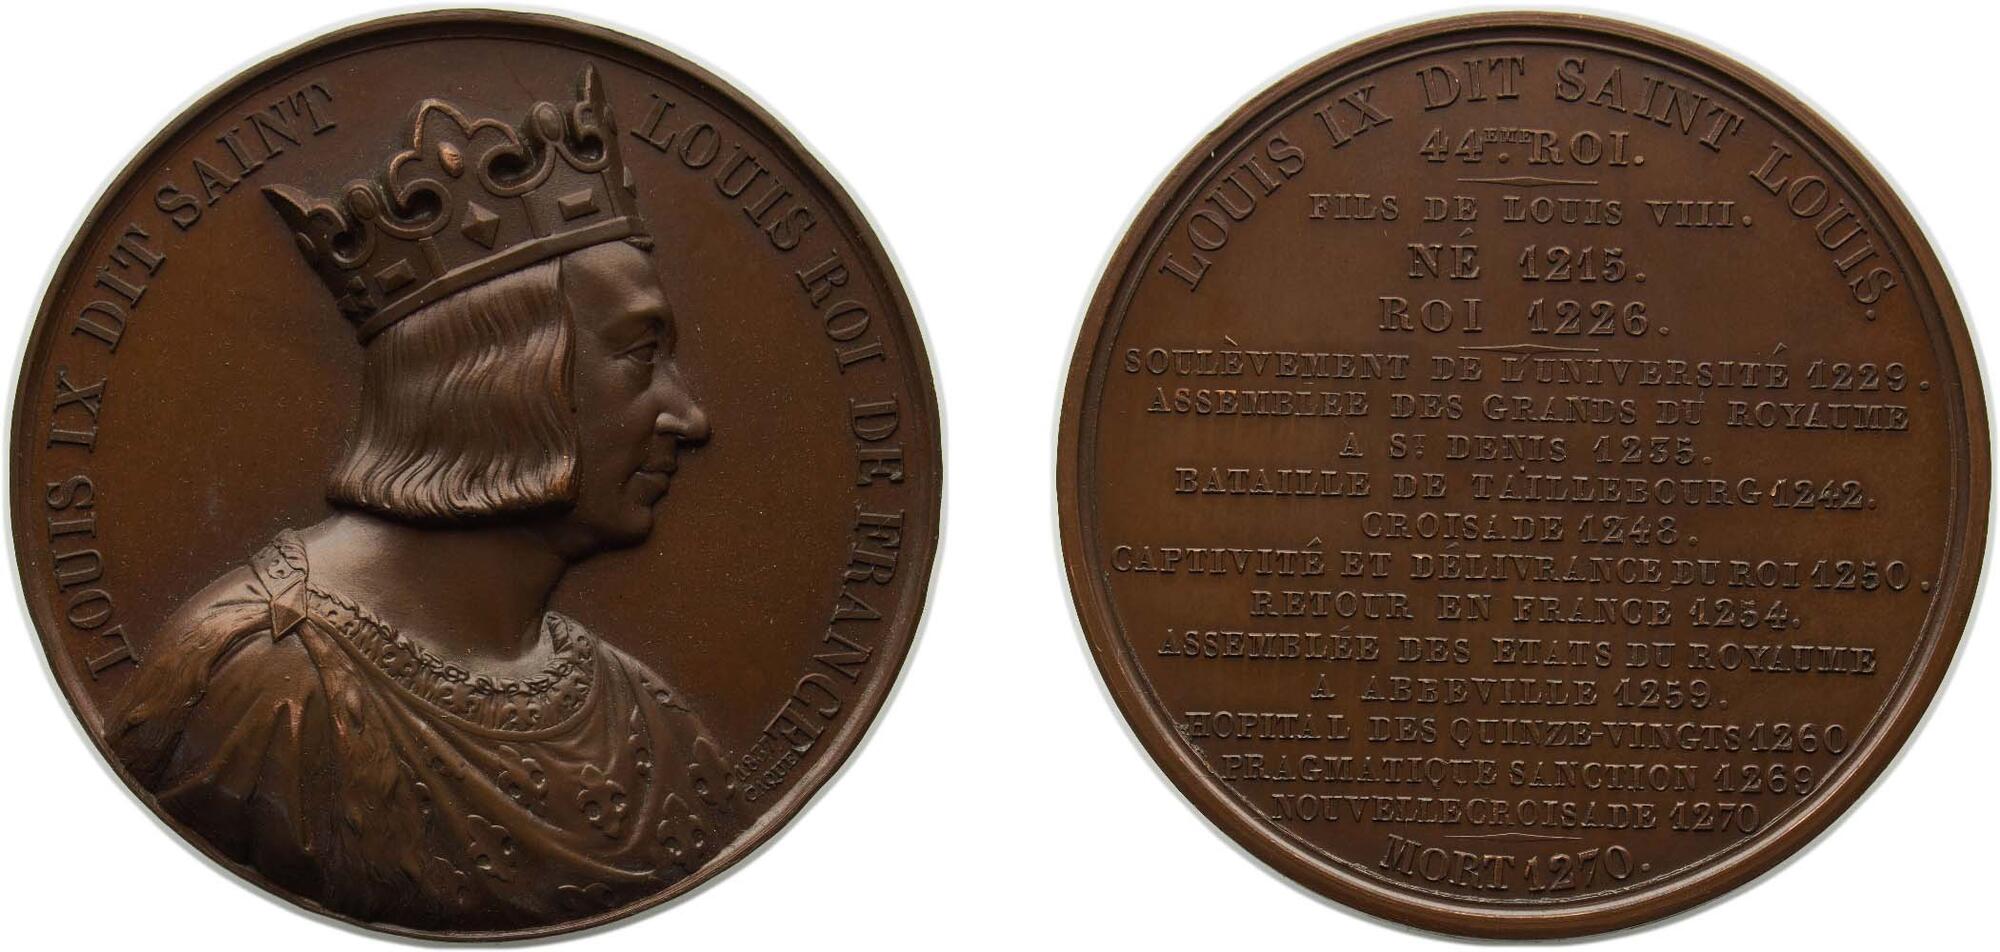 LOUIS IX DIT SAINT LOUIS ROI DE FRANCE
CAQUÉ
LOUIS IX DIT SAINT LOUIS.
44EME. ROI.
FILS DE LOUIS VIII.
NÉ 1215.
ROI 1226.
SOULÈVEMENT DE L'UNIVERSITÉ 1229.
ASSEMBLÉE DES GRANDS DU ROYAUME
A ST. DENIS 1235.
BATAILLE DE TAILLEBOURG 1242.
CROISADE 1248.
CAPTIVITÉ ET DÉLIVRANCE DU ROI 1250.
RETOUR EN FRANCE 1254.
ASSEMBLÉE DES ETATS DU ROYAUME
A ABBEVILLE 1259.
HOPITAL DES QUINZE-VINGTS 1260
PRAGMATIQUE SANCTION 1269
NOUVELLE CROISADE 1270
MORT 1270.